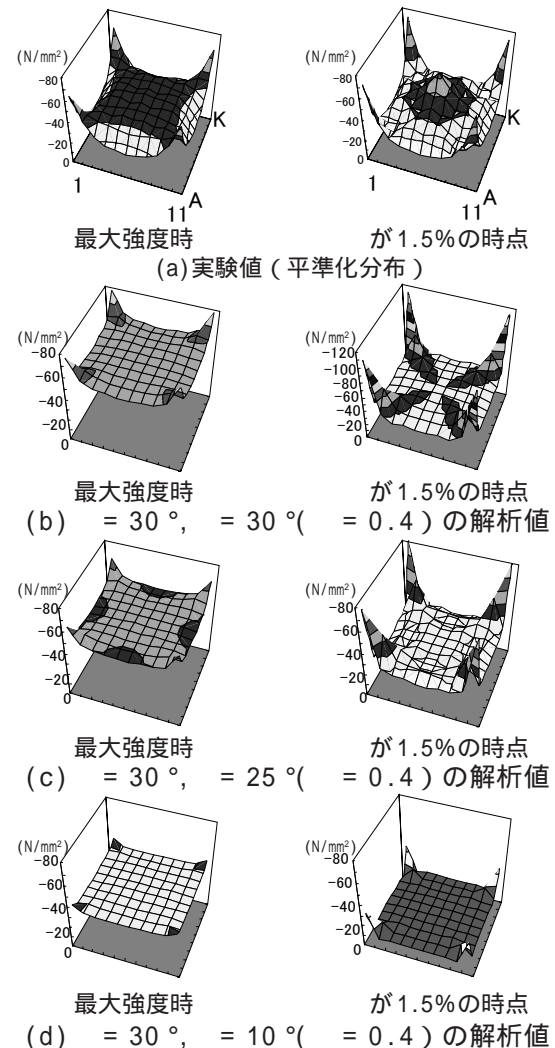 (N/mm²) (N/mm²)
-80 -80
-60 -60
-40 -40
-20 -20
0 0
K K
1 1
11 A 11 A
最大強度時 が1.5%の時点
(a)実験値(平準化分布)
(N/mm²) (N/mm²)
-80 -120
-60 -100
-40 -80
-20 -60
0 -40
-20
0
最大強度時 が1.5%の時点
(b) = 30 °, = 30 °( = 0.4)の解析値
(N/mm²) (N/mm²)
-80 -80
-60 -60
-40 -40
-20 -20
0 0
最大強度時 が1.5%の時点
(c) = 30 °, = 25 °( = 0.4)の解析値
(N/mm²) (N/mm²)
-80 -80
-60 -60
-40 -40
-20 -20
0 0
最大強度時 が1.5%の時点
(d) = 30 °, = 10 °( = 0.4)の解析値